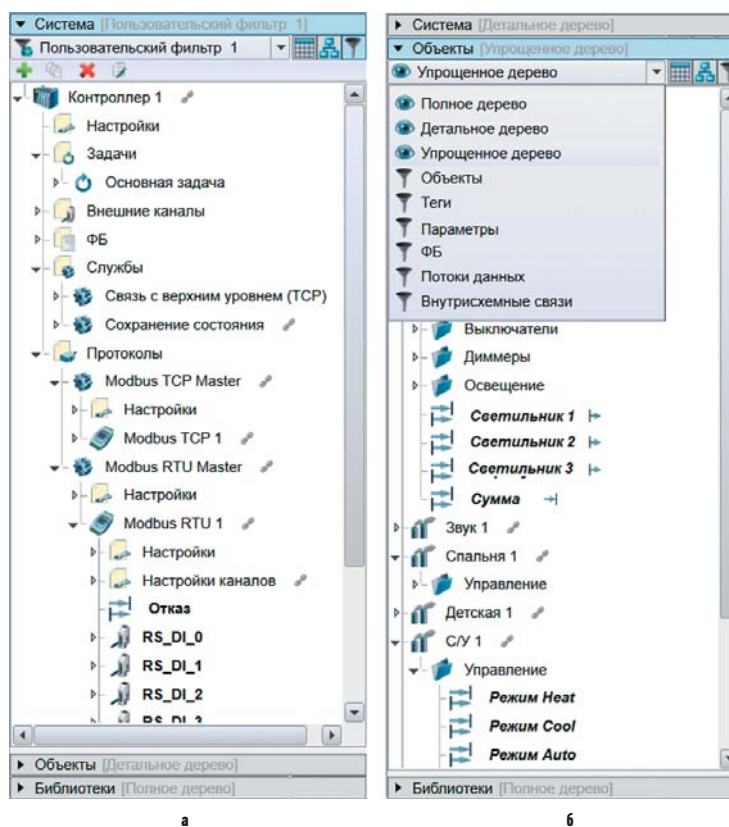 Система [Пользовательский фильтр 1]
Пользовательский фильтр 1
Контроллер 1
Настройки
Задачи
Основная задача
Внешние каналы
ФБ
Службы
Связь с верхним уровнем (TCP)
Сохранение состояния
Протоколы
Modbus TCP Master
Настройки
Modbus TCP 1
Modbus RTU Master
Настройки
Modbus RTU 1
Настройки
Настройки каналов
Отказ
RS_DI_0
RS_DI_1
RS_DI_2
RS_DI_3
Объекты [Детальное дерево]
Библиотеки [Полное дерево]
а
Система [Детальное дерево]
Объекты [Упрощенное дерево]
Упрощенное дерево
Полное дерево
Детальное дерево
Упрощенное дерево
Объекты
Теги
Параметры
ФБ
Потоки данных
Внутрисхемные связи
Выключатели
Диммеры
Освещение
Светильник 1
Светильник 2
Светильник 3
Сумма
Звук 1
Спальня 1
Управление
Детская 1
С/У 1
Управление
Режим Heat
Режим Cool
Режим Auto
Библиотеки [Полное дерево]
б